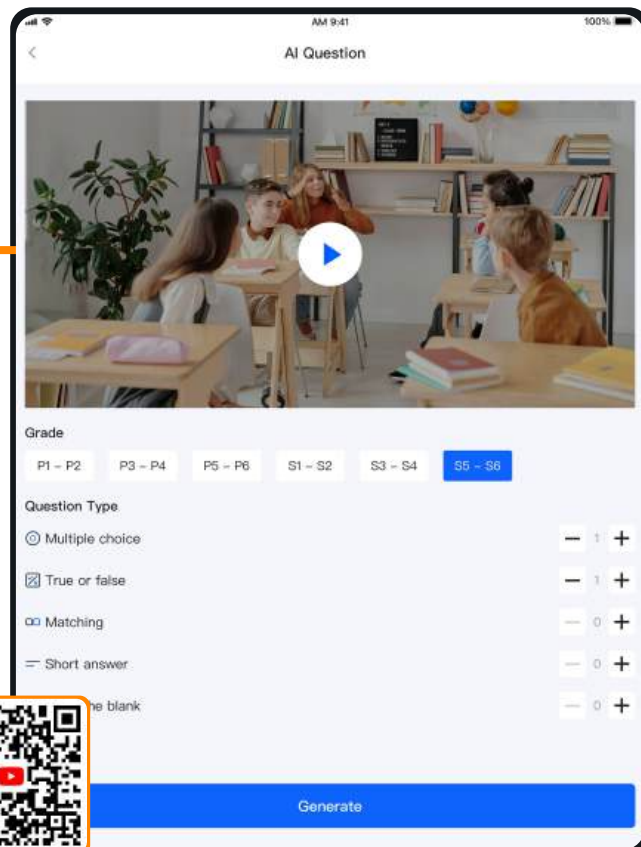 AM 9:41
100%
AI Question
Grade
P1 – P2 P3 – P4 P5 – P6 S1 – S2 S3 – S4 S5 – S6
Question Type
Multiple choice 1
True or false 1
Matching 0
Short answer 0
he blank 0
Generate